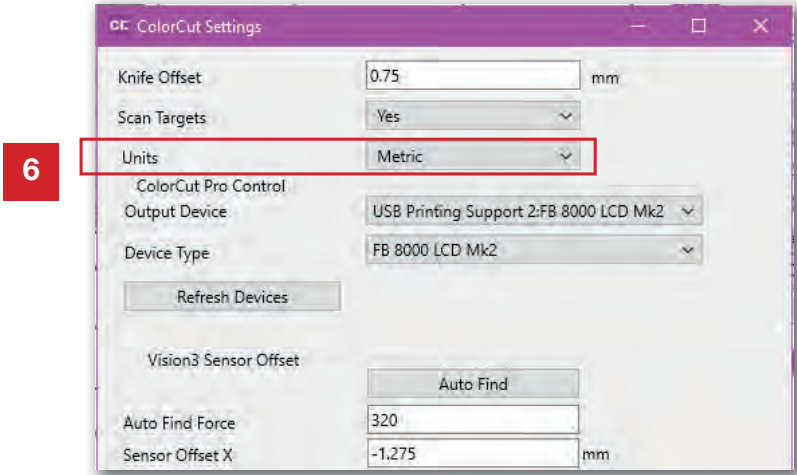 CC ColorCut Settings
Knife Offset 0.75 mm
Scan Targets Yes
6 Units Metric
ColorCut Pro Control
Output Device USB Printing Support 2:FB 8000 LCD Mk2
Device Type FB 8000 LCD Mk2
Refresh Devices
Vision3 Sensor Offset
Auto Find
Auto Find Force 320
Sensor Offset X -1.275 mm